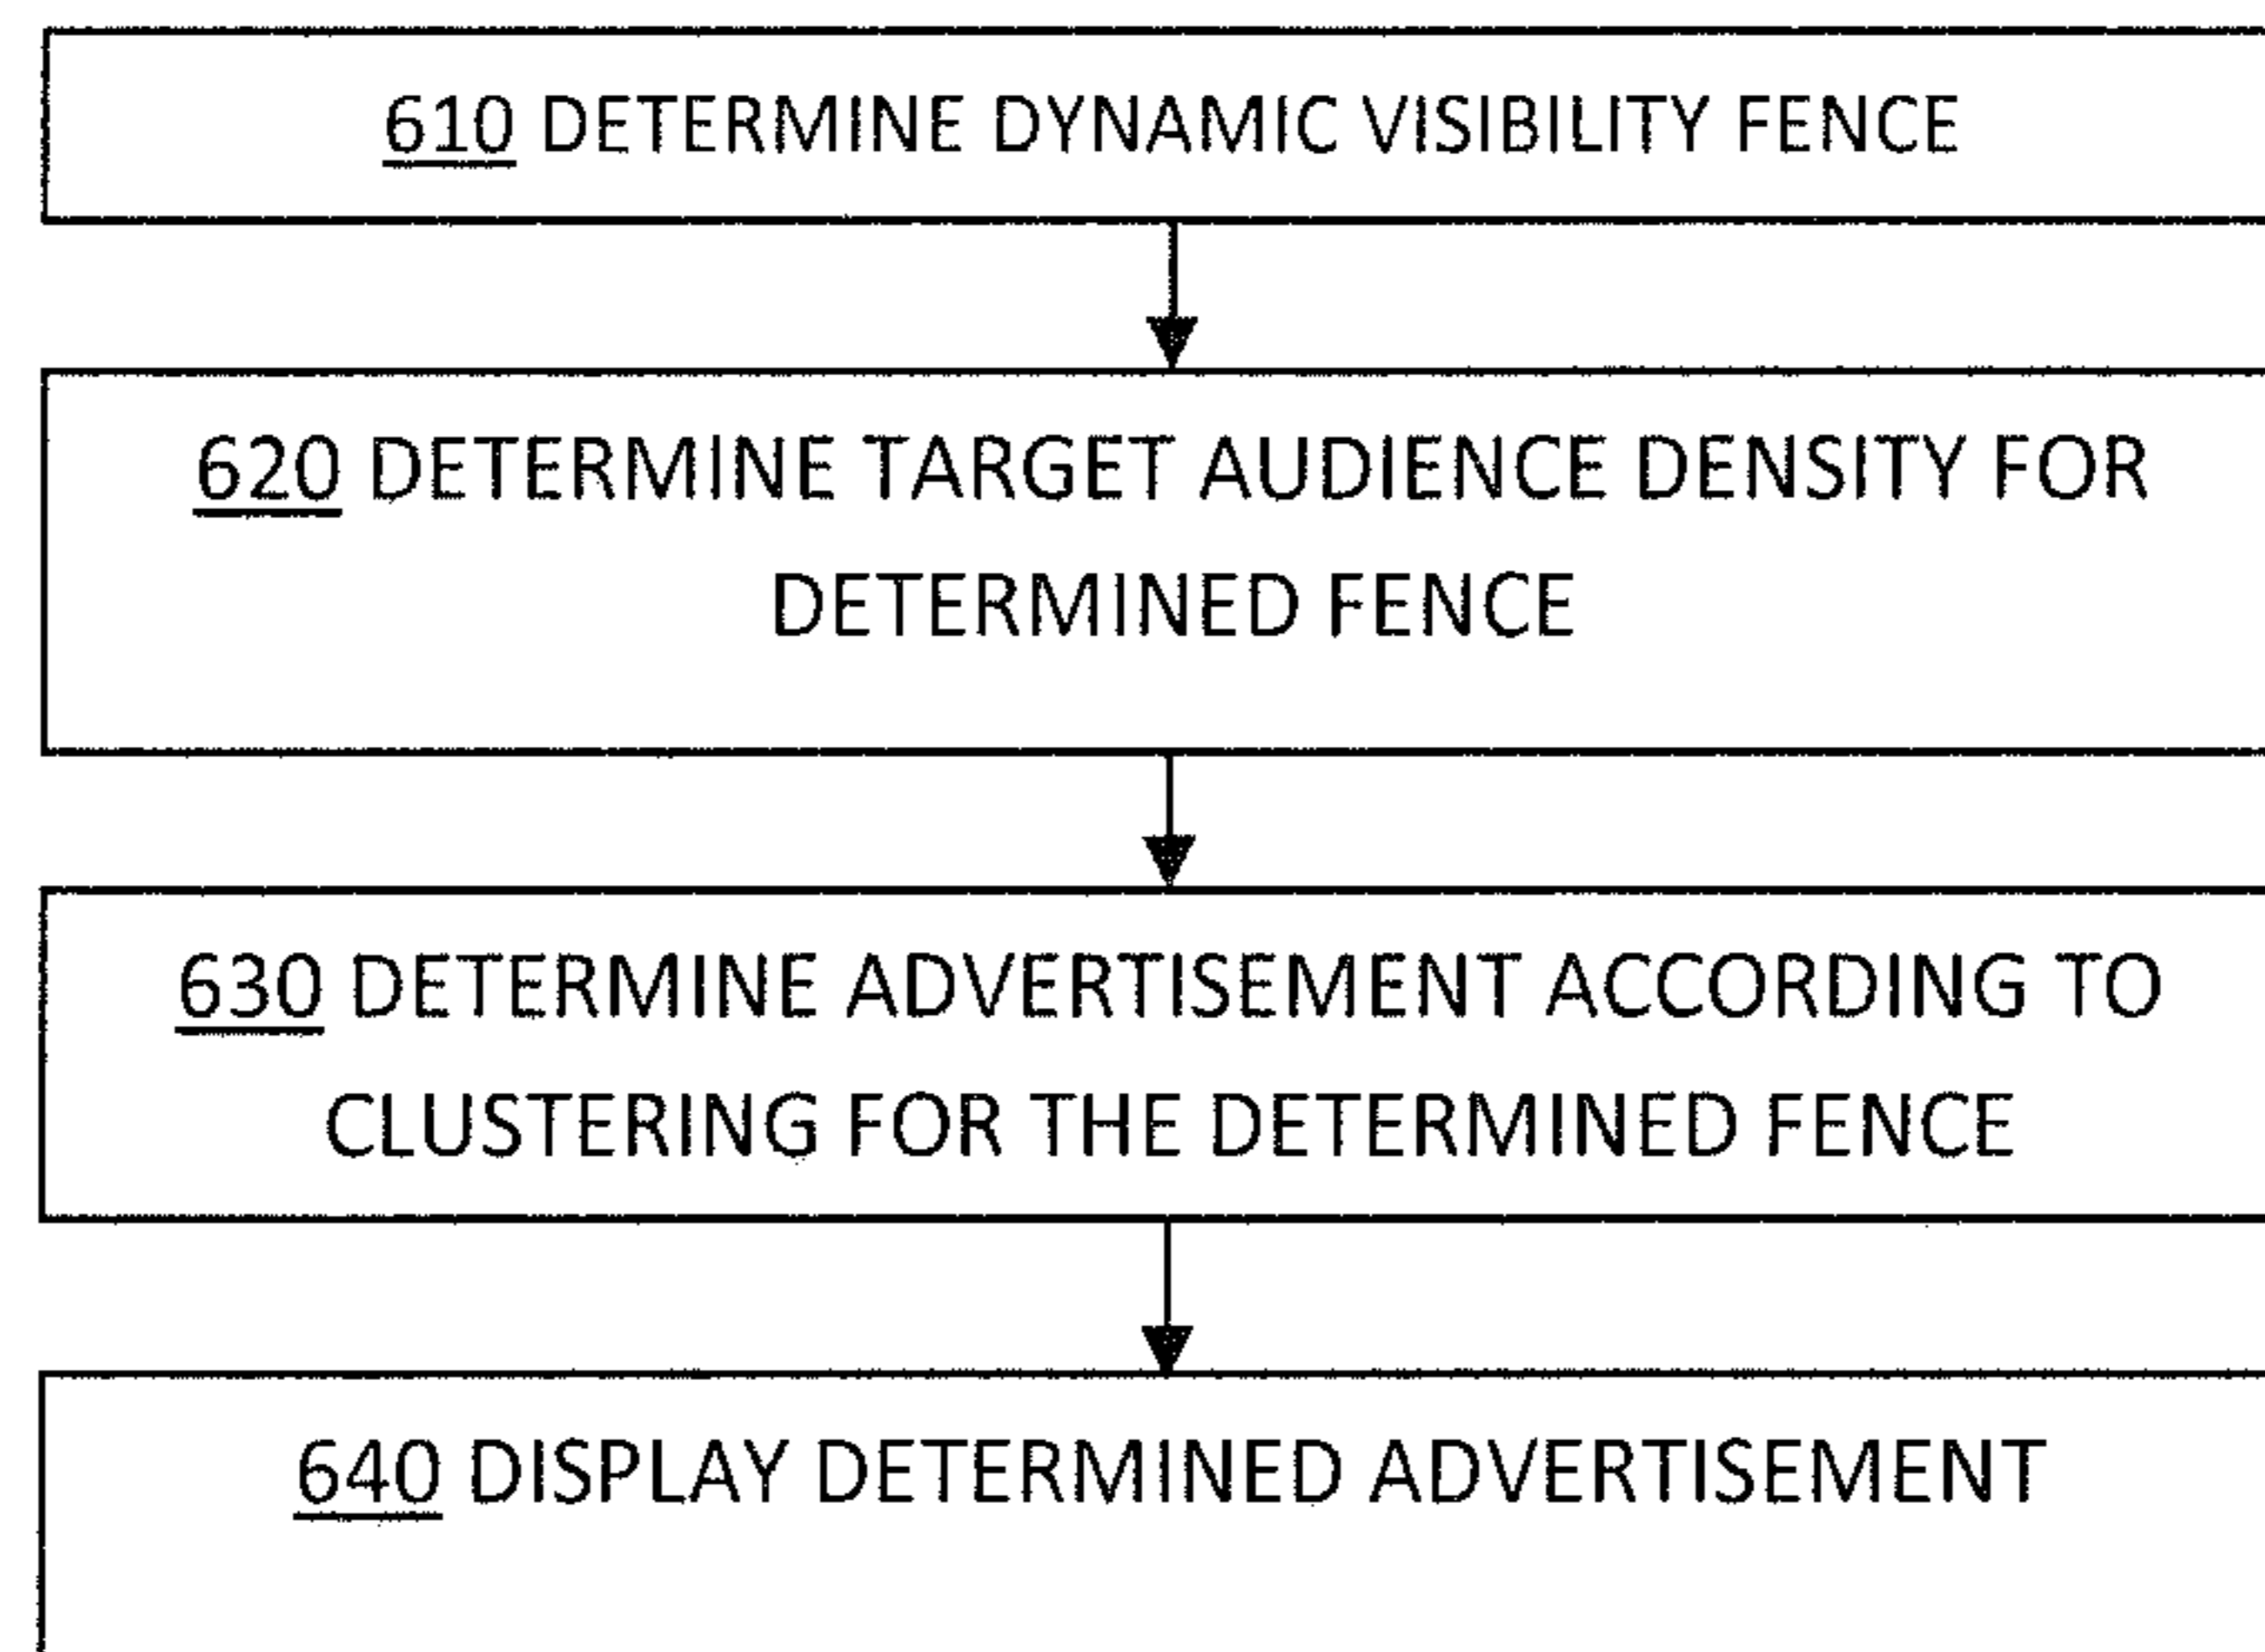 610 DETERMINE DYNAMIC VISIBILITY FENCE
620 DETERMINE TARGET AUDIENCE DENSITY FOR
DETERMINED FENCE
630 DETERMINE ADVERTISEMENT ACCORDING TO
CLUSTERING FOR THE DETERMINED FENCE
640 DISPLAY DETERMINED ADVERTISEMENT